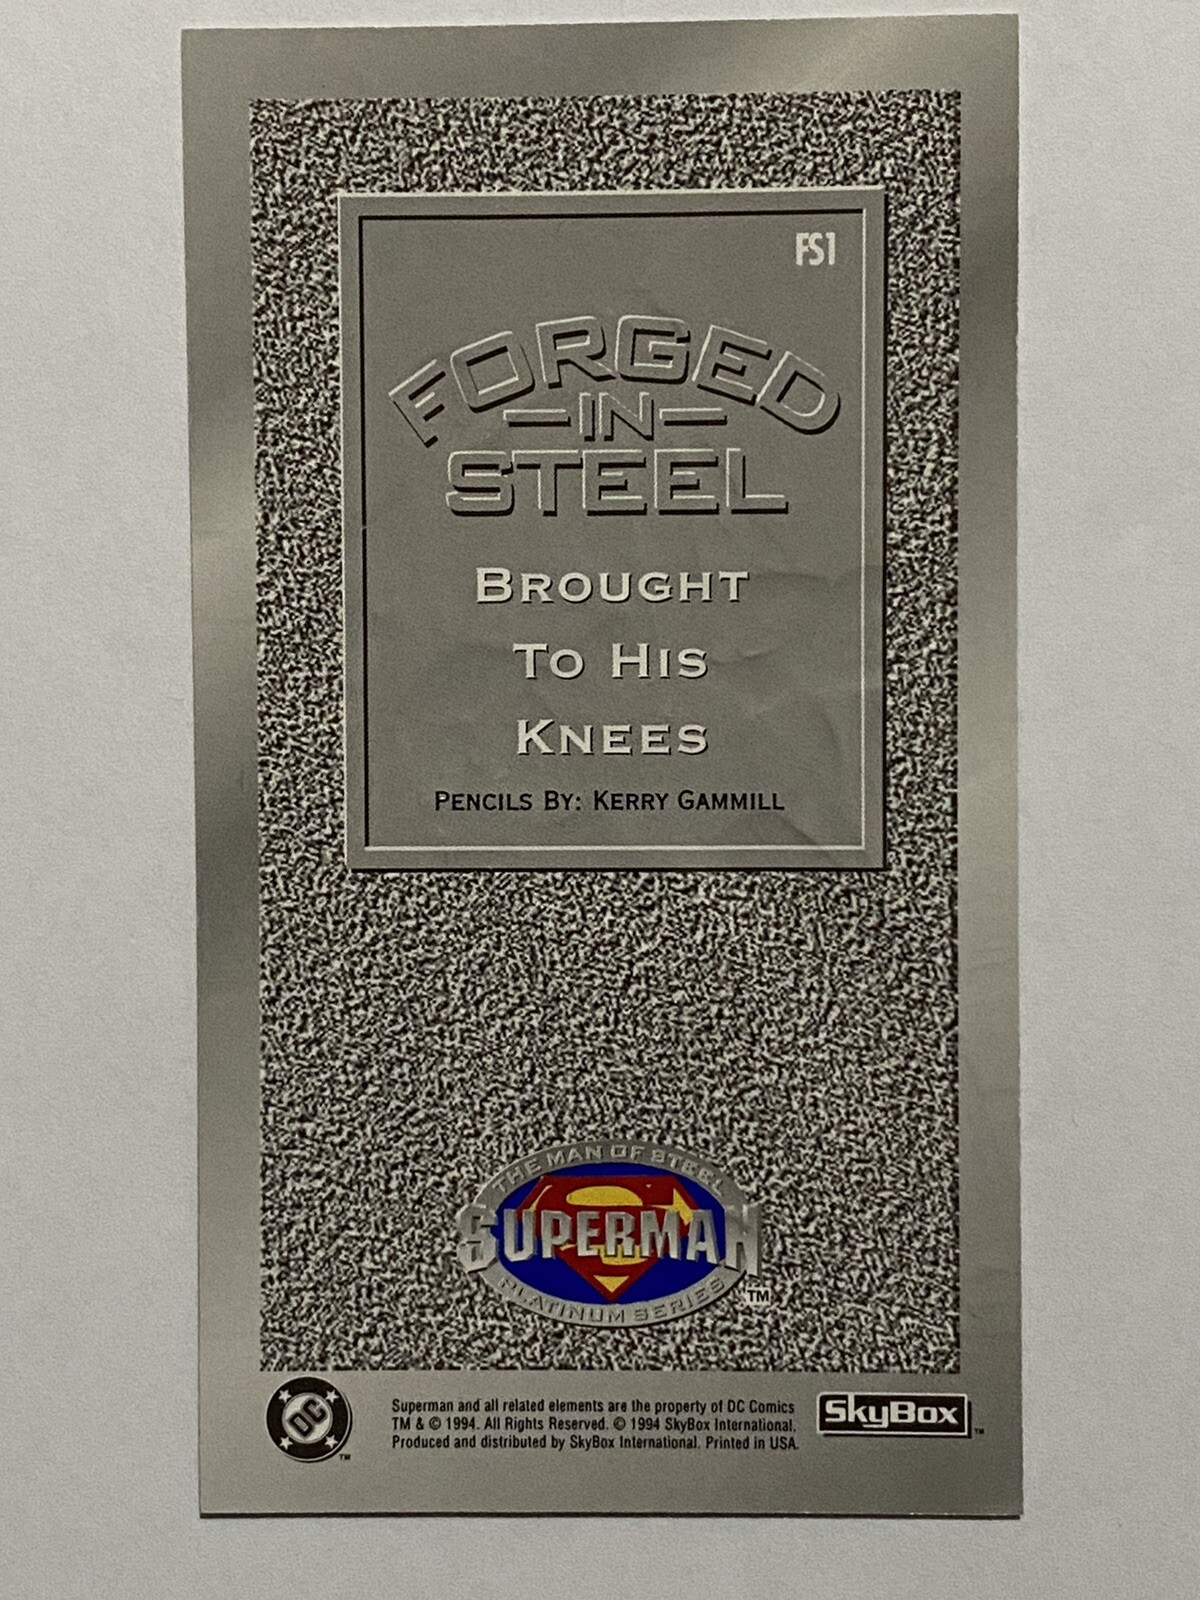 FS1
FORGED
-IN-
STEEL
BROUGHT
TO HIS
KNEES
PENCILS BY: KERRY GAMMILL
THE MAN OF STEEL
SUPERMAN
PLATINUM SERIES
TM
DC
TM
Superman and all related elements are the property of DC Comics
TM & © 1994. All Rights Reserved. © 1994 SkyBox International.
Produced and distributed by SkyBox International. Printed in USA.
SkyBox
TM